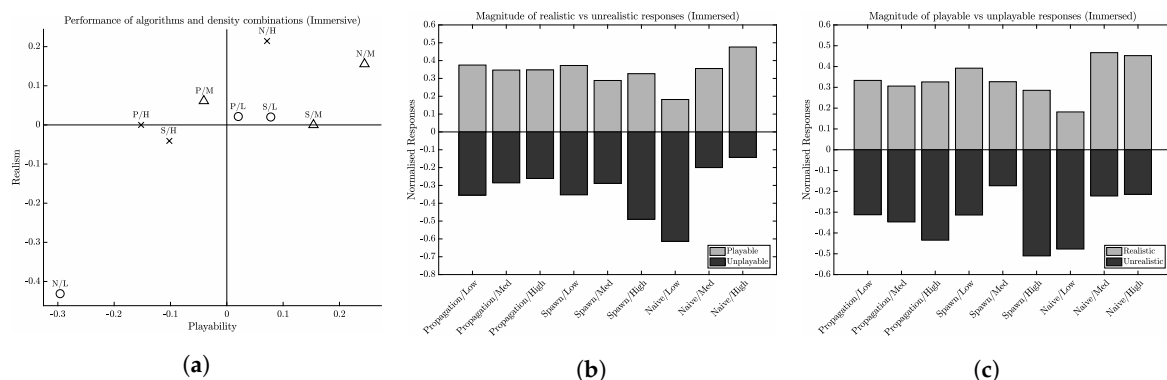 Performance of algorithms and density combinations (Immersive)
Realism
0.2
0.1
0
-0.1
-0.2
-0.3
-0.4
N/H
N/M
P/M
P/L
S/L
S/M
P/H
S/H
N/L
-0.3
-0.2
-0.1
0
0.1
0.2
Playability
(a)
Magnitude of realistic vs unrealistic responses (Immersed)
Normalised Responses
0.6
0.5
0.4
0.3
0.2
0.1
0
-0.1
-0.2
-0.3
-0.4
-0.5
-0.6
-0.7
-0.8
Playable
Unplayable
Propagation/Low
Propagation/Med
Propagation/High
Spawn/Low
Spawn/Med
Spawn/High
Naive/Low
Naive/Med
Naive/High
(b)
Magnitude of playable vs unplayable responses (Immersed)
Normalised Responses
0.6
0.5
0.4
0.3
0.2
0.1
0
-0.1
-0.2
-0.3
-0.4
-0.5
-0.6
Realistic
Unrealistic
Propagation/Low
Propagation/Med
Propagation/High
Spawn/Low
Spawn/Med
Spawn/High
Naive/Low
Naive/Med
Naive/High
(c)